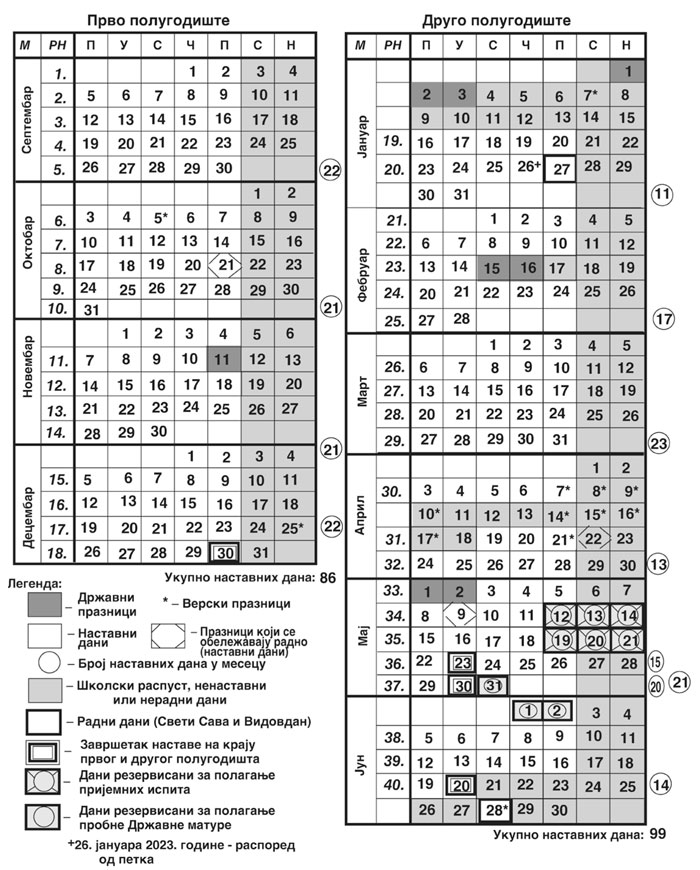 Прво полугодиште
М РН П У С Ч П С Н
Септембар
1. 1 2 3 4
2. 5 6 7 8 9 10 11
3. 12 13 14 15 16 17 18
4. 19 20 21 22 23 24 25
5. 26 27 28 29 30 22
Октобар
1 2
6. 3 4 5* 6 7 8 9
7. 10 11 12 13 14 15 16
8. 17 18 19 20 21 22 23
9. 24 25 26 27 28 29 30
10. 31 21
Новембар
1 2 3 4 5 6
11. 7 8 9 10 11 12 13
12. 14 15 16 17 18 19 20
13. 21 22 23 24 25 26 27
14. 28 29 30 21
Децембар
1 2 3 4
15. 5 6 7 8 9 10 11
16. 12 13 14 15 16 17 18
17. 19 20 21 22 23 24 25* 22
18. 26 27 28 29 30 31
Укупно наставних дана: 86
Легенда:
– Државни
празници
* – Верски празници
– Наставни
дани
– Празници који се
обележавају радно
(наставни дани)
– Број наставних дана у месецу
– Школски распуст, ненаставни
или нерадни дани
– Радни дани (Свети Сава и Видовдан)
– Завршетак наставе на крају
првог и другог полугодишта
– Дани резервисани за полагање
пријемних испита
– Дани резервисани за полагање
пробне Државне матуре
+26. јануара 2023. године - распоред
од петка
Друго полугодиште
М РН П У С Ч П С Н
Јануар
1
2 3 4 5 6 7* 8
9 10 11 12 13 14 15
19. 16 17 18 19 20 21 22
20. 23 24 25 26+ 27 28 29
30 31 11
Фебруар
21. 1 2 3 4 5
22. 6 7 8 9 10 11 12
23. 13 14 15 16 17 18 19
24. 20 21 22 23 24 25 26
25. 27 28 17
Март
1 2 3 4 5
26. 6 7 8 9 10 11 12
27. 13 14 15 16 17 18 19
28. 20 21 22 23 24 25 26
29. 27 28 29 30 31 23
Април
1 2
30. 3 4 5 6 7* 8* 9*
10* 11 12 13 14* 15* 16*
31. 17* 18 19 20 21* 22 23
32. 24 25 26 27 28 29 30 13
Мај
33. 1 2 3 4 5 6 7
34. 8 9 10 11 12 13 14
35. 15 16 17 18 19 20 21
36. 22 23 24 25 26 27 28 15
37. 29 30 31 20 21
Јун
1 2 3 4
38. 5 6 7 8 9 10 11
39. 12 13 14 15 16 17 18
40. 19 20 21 22 23 24 25 14
26 27 28* 29 30
Укупно наставних дана: 99